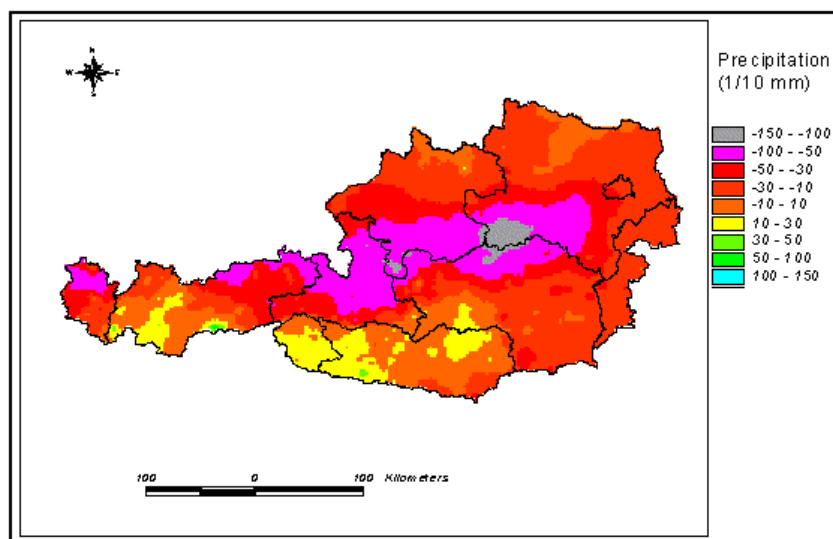 N
W E
S
Precipitation
(1/10 mm)
-150 - -100
-100 - -50
-50 - -30
-30 - -10
-10 - 10
10 - 30
30 - 50
50 - 100
100 - 150
100 0 100 Kilometers